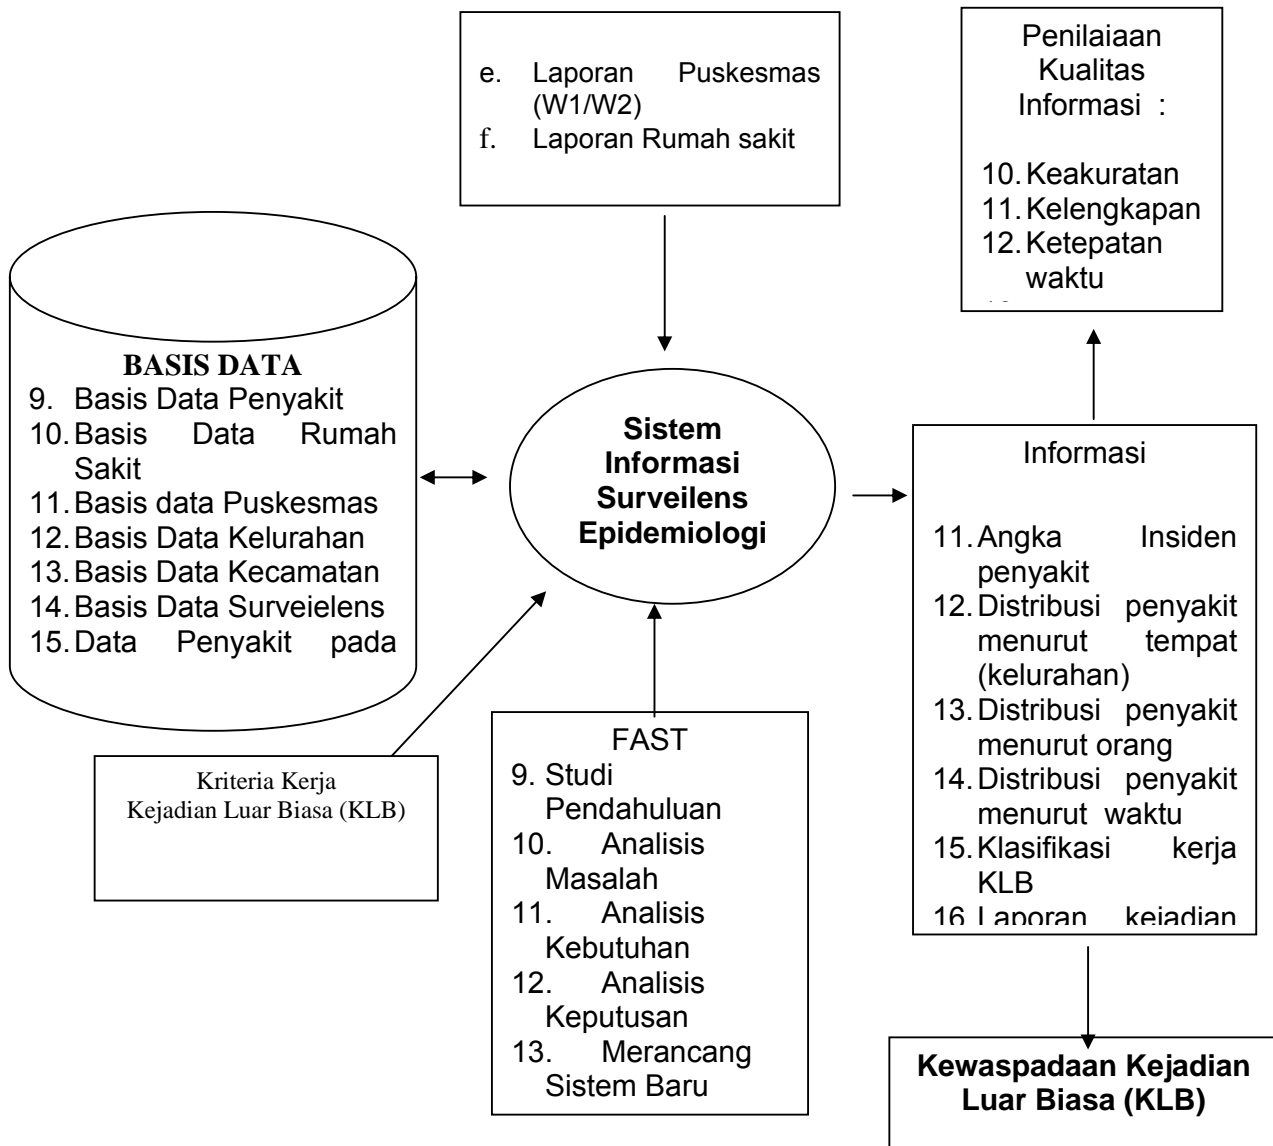 e. Laporan Puskesmas
(W1/W2)
f. Laporan Rumah sakit
Penilaiaan
Kualitas
Informasi :
10. Keakuratan
11. Kelengkapan
12. Ketepatan
waktu
BASIS DATA
9. Basis Data Penyakit
10. Basis Data Rumah
Sakit
11. Basis data Puskesmas
12. Basis Data Kelurahan
13. Basis Data Kecamatan
14. Basis Data Surveielens
15. Data Penyakit pada
Sistem
Informasi
Surveilens
Epidemiologi
Informasi
11. Angka Insiden
penyakit
12. Distribusi penyakit
menurut tempat
(kelurahan)
13. Distribusi penyakit
menurut orang
14. Distribusi penyakit
menurut waktu
15. Klasifikasi kerja
KLB
16 Laporan kejadian
Kriteria Kerja
Kejadian Luar Biasa (KLB)
FAST
9. Studi
Pendahuluan
10. Analisis
Masalah
11. Analisis
Kebutuhan
12. Analisis
Keputusan
13. Merancang
Sistem Baru
Kewaspadaan Kejadian
Luar Biasa (KLB)